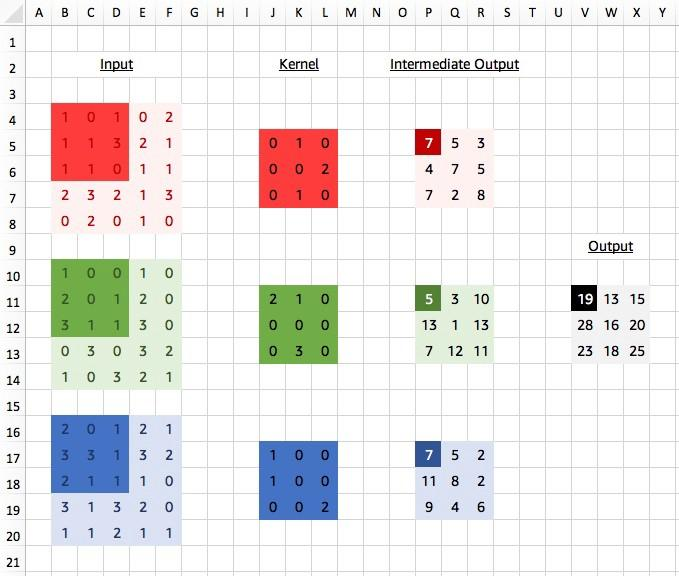 A B C D E F G H I J K L M N O P Q R S T U V W X Y
1
2 Input Kernel Intermediate Output
3
4 1 0 1 0 2
5 1 1 3 2 1 0 1 0 7 5 3
6 1 1 0 1 1 0 0 2 4 7 5
7 2 3 2 1 3 0 1 0 7 2 8
8 0 2 0 1 0
9 Output
10 1 0 0 1 0
11 2 0 1 2 0 2 1 0 5 3 10 19 13 15
12 3 1 1 3 0 0 0 0 13 1 13 28 16 20
13 0 3 0 3 2 0 3 0 7 12 11 23 18 25
14 1 0 3 2 1
15
16 2 0 1 2 1
17 3 3 1 3 2 1 0 0 7 5 2
18 2 1 1 1 0 1 0 0 11 8 2
19 3 1 3 2 0 0 0 2 9 4 6
20 1 1 2 1 1
21